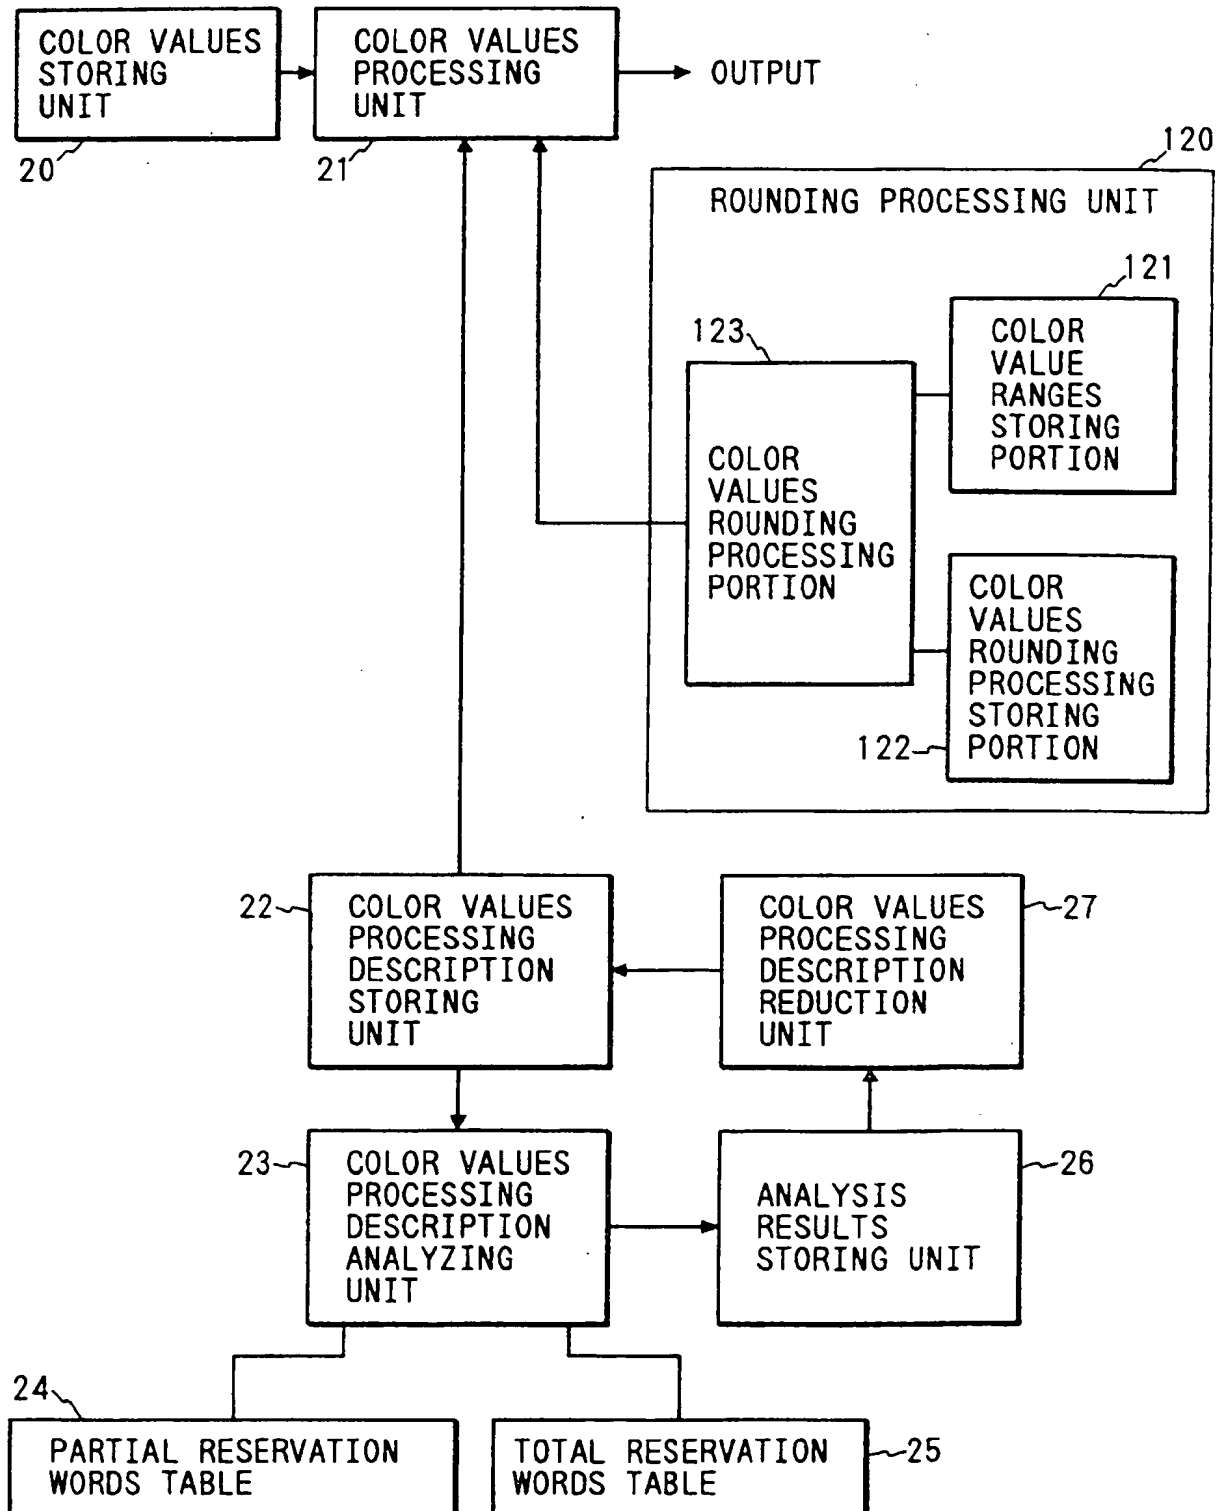 COLOR VALUES
STORING
UNIT
20
COLOR VALUES
PROCESSING
UNIT
21
OUTPUT
120
ROUNDING PROCESSING UNIT
121
COLOR
VALUE
RANGES
STORING
PORTION
123
COLOR
VALUES
ROUNDING
PROCESSING
PORTION
COLOR
VALUES
ROUNDING
PROCESSING
STORING
PORTION
122
22
COLOR VALUES
PROCESSING
DESCRIPTION
STORING
UNIT
COLOR VALUES
PROCESSING
DESCRIPTION
REDUCTION
UNIT
27
23
COLOR VALUES
PROCESSING
DESCRIPTION
ANALYZING
UNIT
26
ANALYSIS
RESULTS
STORING UNIT
24
PARTIAL RESERVATION
WORDS TABLE
TOTAL RESERVATION
WORDS TABLE
25